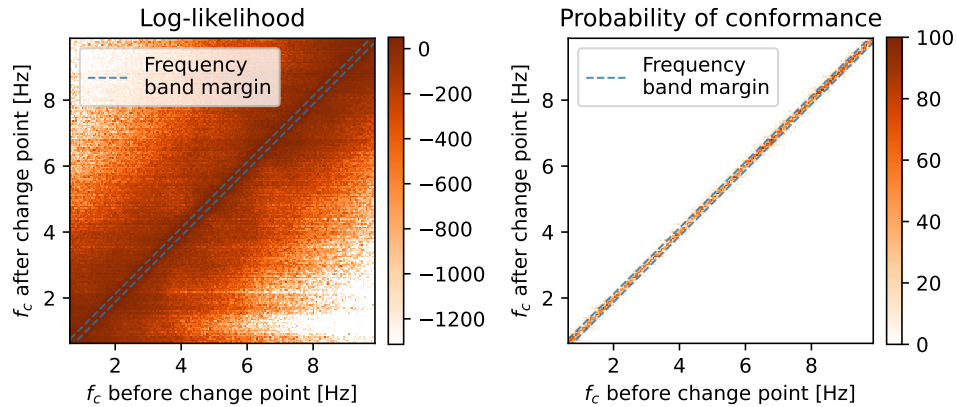 Log-likelihood
Frequency
band margin
8
6
4
2
2
4
6
8
f_c after change point [Hz]
f_c before change point [Hz]
0
−200
−400
−600
−800
−1000
−1200
Probability of conformance
Frequency
band margin
8
6
4
2
2
4
6
8
f_c after change point [Hz]
f_c before change point [Hz]
100
80
60
40
20
0